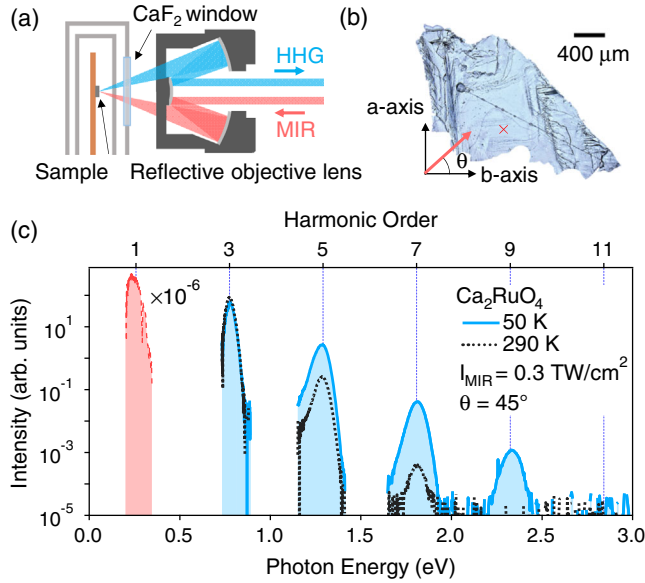 (a)
CaF2 window
HHG
MIR
Sample
Reflective objective lens
(b)
400 μm
a-axis
θ
b-axis
(c)
Harmonic Order
1 3 5 7 9 11
×10^-6
Ca2RuO4
50 K
290 K
I_MIR = 0.3 TW/cm^2
θ = 45°
Intensity (arb. units)
10^1
10^-1
10^-3
10^-5
0.0 0.5 1.0 1.5 2.0 2.5 3.0
Photon Energy (eV)